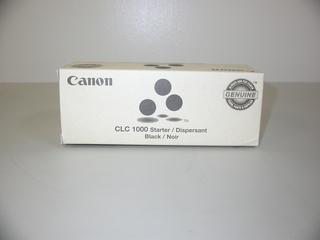 Canon
GENUINE
CLC 1000 Starter / Dispersant
Black / Noir